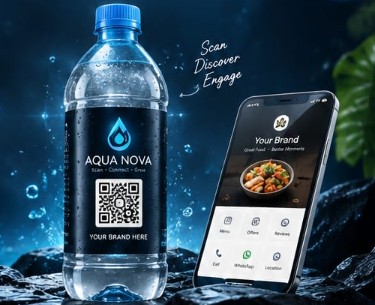 Scan
Discover
Engage
AQUA NOVA
Scan · Connect · Grow
YOUR BRAND HERE
Your Brand
Great Food · Better Moments
Menu
Offers
Reviews
Call
WhatsApp
Location